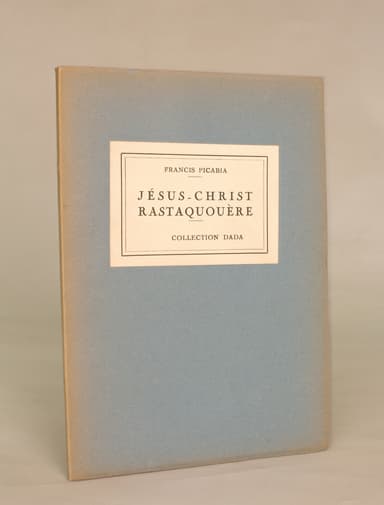 FRANCIS PICABIA
JÉSUS-CHRIST
RASTAQUOUÈRE
COLLECTION DADA